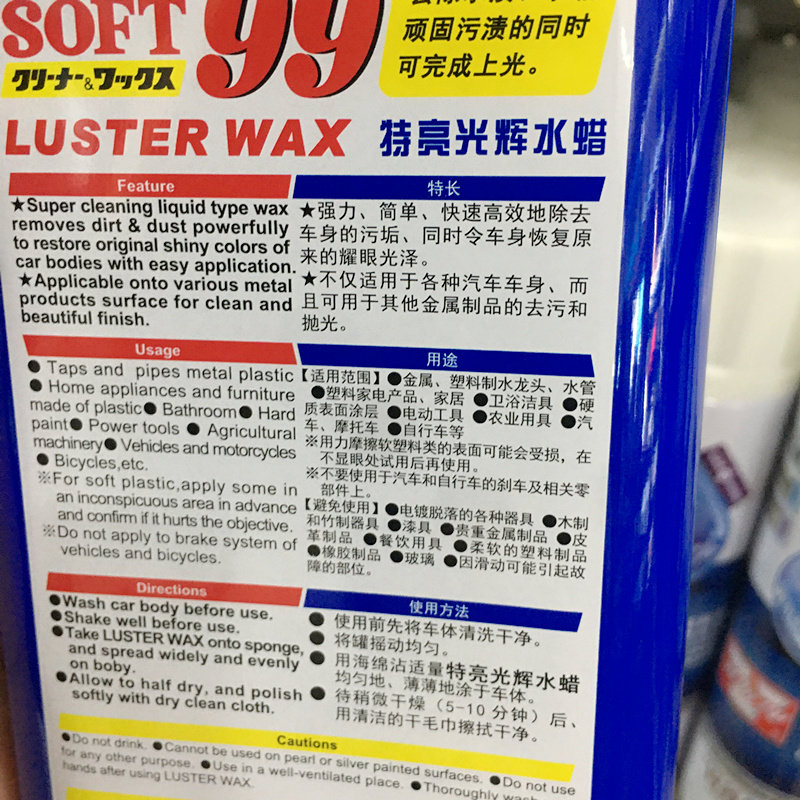 SOFT99
顽固污渍的同时
可完成上光。
クリーナー&ワックス
LUSTER WAX 特亮光辉水蜡
Feature
★Super cleaning liquid type wax
removes dirt & dust powerfully
to restore original shiny colors of
car bodies with easy application.
★Applicable onto various metal
products surface for clean and
beautiful finish.
特长
★强力、简单、快速高效地除去
车身的污垢、同时令车身恢复原
来的耀眼光泽。
★不仅适用于各种汽车车身、而
且可用于其他金属制品的去污和
抛光。
Usage
● Taps and pipes metal plastic
● Home appliances and furniture
made of plastic● Bathroom● Hard
paint● Power tools ● Agricultural
machinery● Vehicles and motorcycles
● Bicycles,etc.
※For soft plastic,apply some in
an inconspicuous area in advance
and confirm if it hurts the objective.
※Do not apply to brake system of
vehicles and bicycles.
用途
【适用范围】●金属、塑料制水龙头、水管
●塑料家电产品、家居 ●卫浴洁具 ●硬
质表面涂层 ●电动工具 ●农业用具 ●汽
车、摩托车 ●自行车等
※用力摩擦软塑料类的表面可能会受损，在
不显眼处试用后再使用。
※不要使用于汽车和自行车的刹车及相关零
部件上。
【避免使用】●电镀脱落的各种器具 ●木制
和竹制器具 ●漆具 ●贵重金属制品 ●皮
革制品 ●餐饮用具 ●柔软的塑料制品
●橡胶制品 ●玻璃 ●因滑动可能引起故
障的部位。
Directions
●Wash car body before use.
●Shake well before use.
●Take LUSTER WAX onto sponge,
and spread widely and evenly
on boby.
●Allow to half dry, and polish
softly with dry clean cloth.
使用方法
● 使用前先将车体清洗干净。
● 将罐摇动均匀。
● 用海绵沾适量特亮光辉水蜡
均匀地、薄薄地涂于车体。
● 待稍微干燥（5-10 分钟）后、
用清洁的干毛巾擦拭干净。
Cautions
●Do not drink. ●Cannot be used on pearl or silver painted surfaces. ●Do not use
for any other purpose. ●Use in a well-ventilated place. ●Thoroughly wash
hands after using LUSTER WAX.